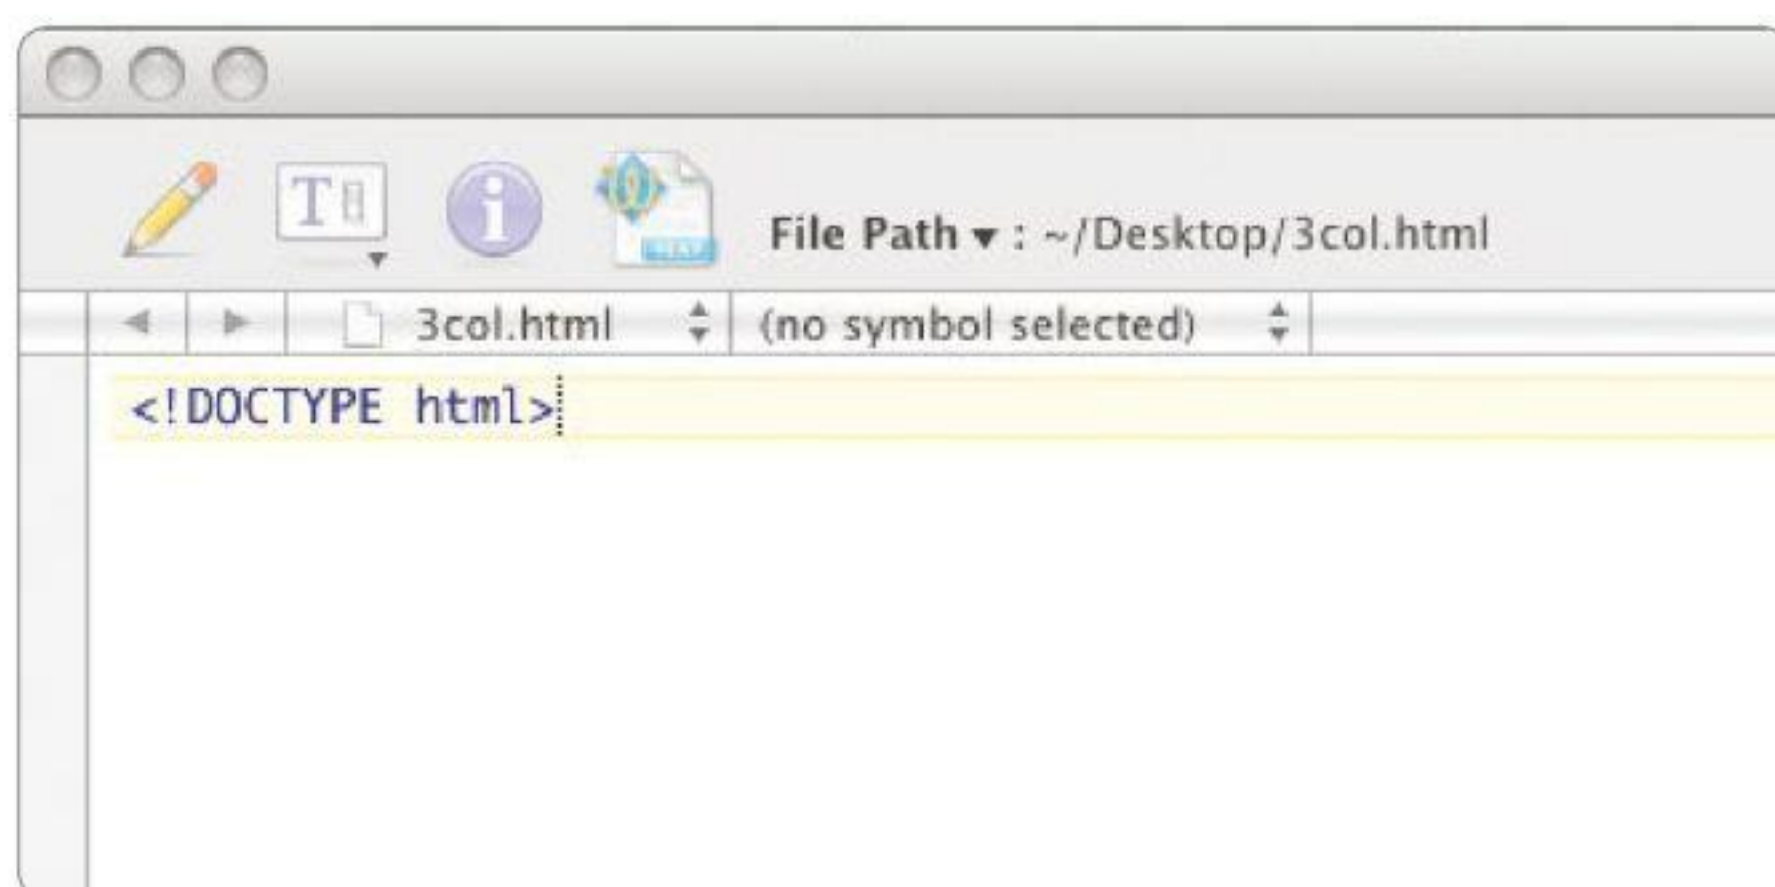 File Path ▾ : ~/Desktop/3col.html
3col.html (no symbol selected)
<!DOCTYPE html>